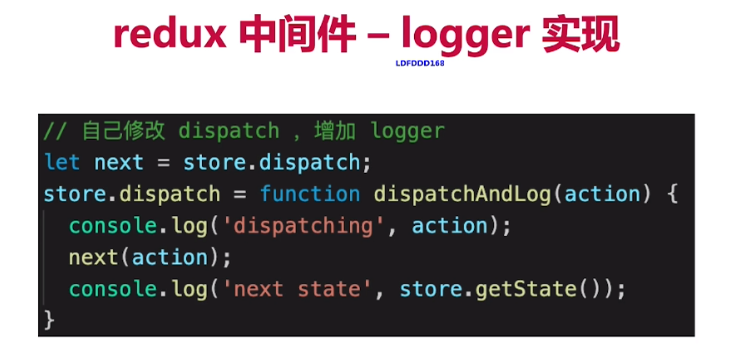 redux 中间件 – logger 实现
LDFDDD168
// 自己修改 dispatch ，增加 logger
let next = store.dispatch;
store.dispatch = function dispatchAndLog(action) {
  console.log('dispatching', action);
  next(action);
  console.log('next state', store.getState());
}